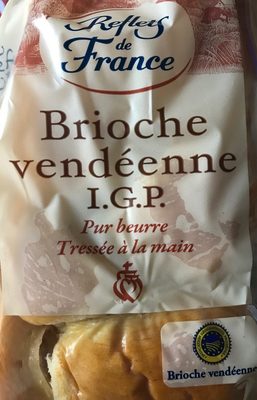 Reflets
de
France
Brioche
vendéenne
I.G.P.
Pur beurre
Tressée à la main
Brioche vendéenne